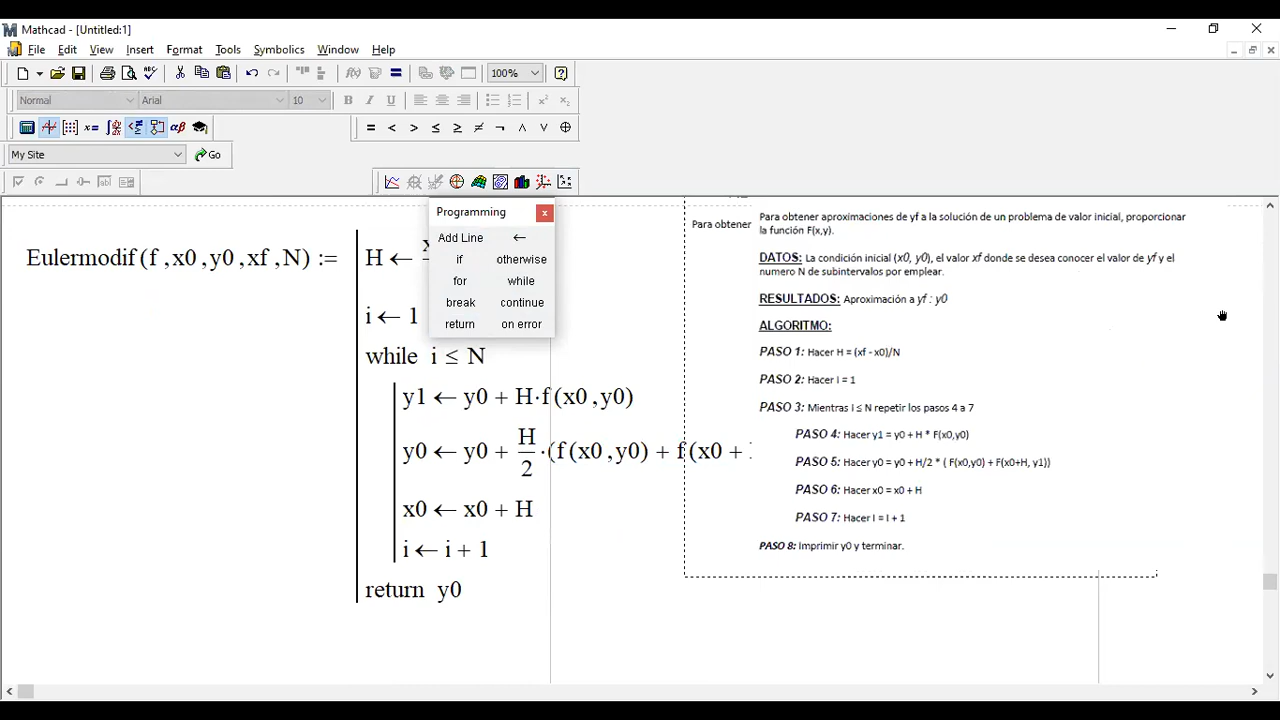 Mathcad - [Untitled:1]
File Edit View Insert Format Tools Symbolics Window Help
100%
Normal Arial 10 B I U
My Site Go
Programming
Add Line ←
if otherwise
for while
break continue
return on error
Eulermodif(f,x0,y0,xf,N) := H ←
i ← 1
while i ≤ N
y1 ← y0 + H·f(x0,y0)
y0 ← y0 + H/2·(f(x0,y0) + f(x0 +
x0 ← x0 + H
i ← i + 1
return y0
Para obtener
Para obtener aproximaciones de yf a la solución de un problema de valor inicial, proporcionar
la función F(x,y).
DATOS: La condición inicial (x0, y0), el valor xf donde se desea conocer el valor de yf y el
numero N de subintervalos por emplear.
RESULTADOS: Aproximación a yf : y0
ALGORITMO:
PASO 1: Hacer H = (xf - x0)/N
PASO 2: Hacer I = 1
PASO 3: Mientras I ≤ N repetir los pasos 4 a 7
PASO 4: Hacer y1 = y0 + H * F(x0,y0)
PASO 5: Hacer y0 = y0 + H/2 * ( F(x0,y0) + F(x0+H, y1))
PASO 6: Hacer x0 = x0 + H
PASO 7: Hacer I = I + 1
PASO 8: Imprimir y0 y terminar.